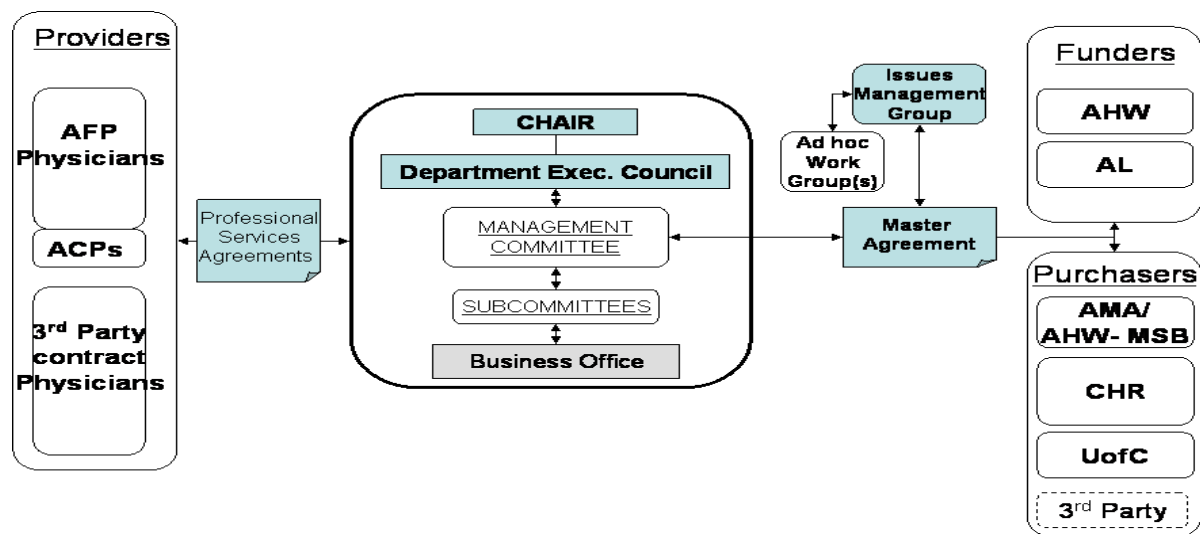 Providers
AFP
Physicians
ACPs
3rd Party
contract
Physicians
Professional
Services
Agreements
CHAIR
Department Exec. Council
MANAGEMENT
COMMITTEE
SUBCOMMITTEES
Business Office
Issues
Management
Group
Ad hoc
Work
Group(s)
Master
Agreement
Funders
AHW
AL
Purchasers
AMA/
AHW- MSB
CHR
UofC
3rd Party